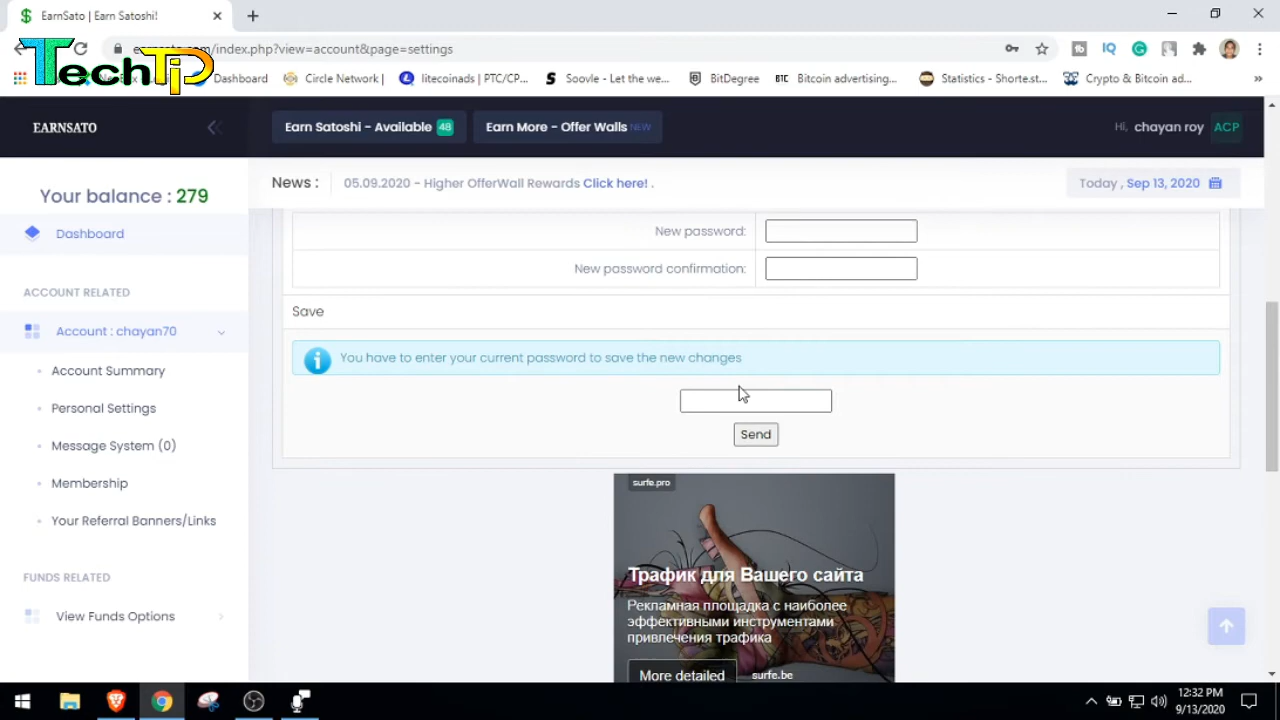 EarnSato | Earn Satoshi!
TechTip
/index.php?view=account&page=settings
Dashboard
Circle Network |
litecoinads | PTC/CP...
Soovle - Let the we...
BitDegree
BTC Bitcoin advertising...
Statistics - Shorte.st...
Crypto & Bitcoin ad...
EARNSATO
Earn Satoshi - Available 48
Earn More - Offer Walls NEW
Hi, chayan roy ACP
Your balance : 279
News :
05.09.2020 - Higher OfferWall Rewards Click here! .
Today , Sep 13, 2020
Dashboard
ACCOUNT RELATED
Account : chayan70
Account Summary
Personal Settings
Message System (0)
Membership
Your Referral Banners/Links
FUNDS RELATED
View Funds Options
New password:
New password confirmation:
Save
You have to enter your current password to save the new changes
Send
surfe.pro
Трафик для Вашего сайта
Рекламная площадка с наиболее
эффективными инструментами
привлечения трафика
More detailed
surfe.be
12:32 PM
9/13/2020